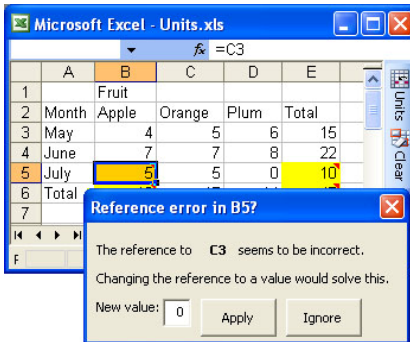 Microsoft Excel - Units.xls
fx =C3
A B C D E
1 Fruit
2 Month Apple Orange Plum Total
3 May 4 5 6 15
4 June 7 7 8 22
5 July 5 5 0 10
6 Total
7
Units
Clear
F
Reference error in B5?
The reference to C3 seems to be incorrect.
Changing the reference to a value would solve this.
New value: 0 Apply Ignore